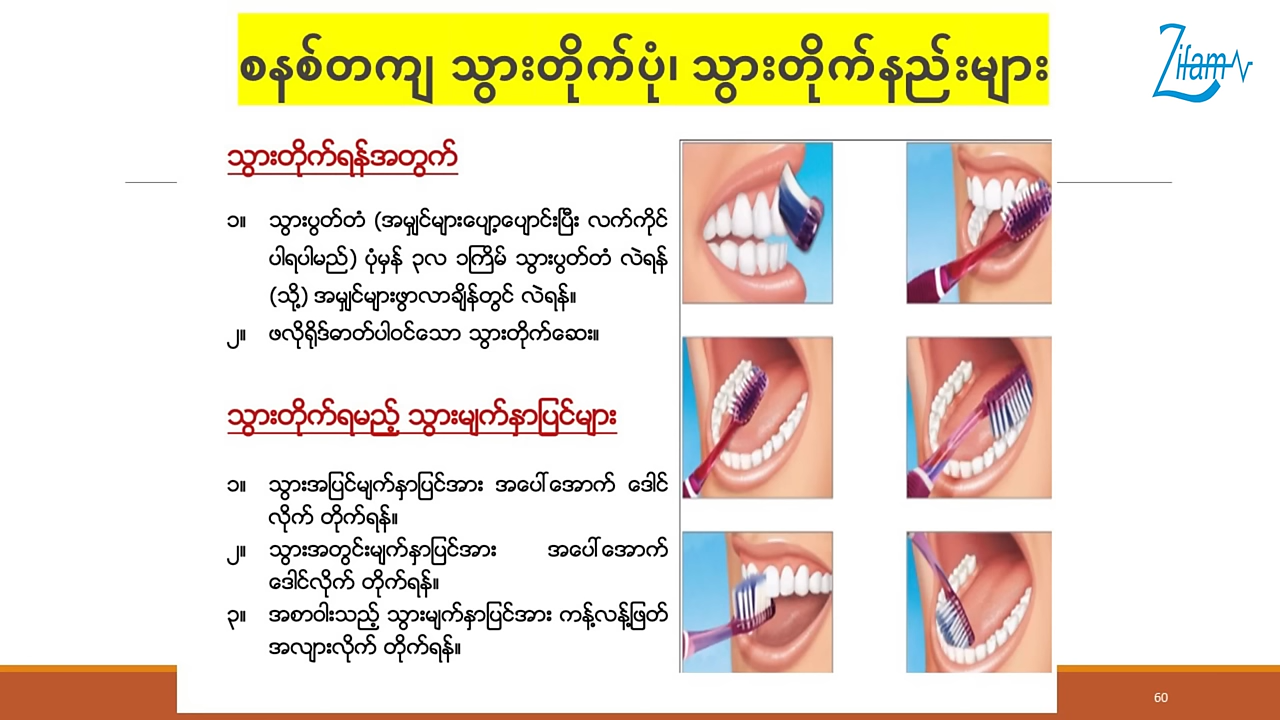 စနစ်တကျ သွားတိုက်ပုံ၊ သွားတိုက်နည်းများ
Zifam
သွားတိုက်ရန်အတွက်
၁။ သွားပွတ်တံ (အမျှင်များပျော့ပျောင်းပြီး လက်ကိုင်
ပါရပါမည်) ပုံမှန် ၃လ ၁ကြိမ် သွားပွတ်တံ လဲရန်
(သို့) အမျှင်များဖွာလာချိန်တွင် လဲရန်။
၂။ ဖလိုရိုဒ်ဓာတ်ပါဝင်သော သွားတိုက်ဆေး။
သွားတိုက်ရမည့် သွားမျက်နှာပြင်များ
၁။ သွားအပြင်မျက်နှာပြင်အား အပေါ်အောက် ဒေါင်
လိုက် တိုက်ရန်။
၂။ သွားအတွင်းမျက်နှာပြင်အား အပေါ်အောက်
ဒေါင်လိုက် တိုက်ရန်။
၃။ အစာဝါးသည့် သွားမျက်နှာပြင်အား ကန့်လန့်ဖြတ်
အလျားလိုက် တိုက်ရန်။
60